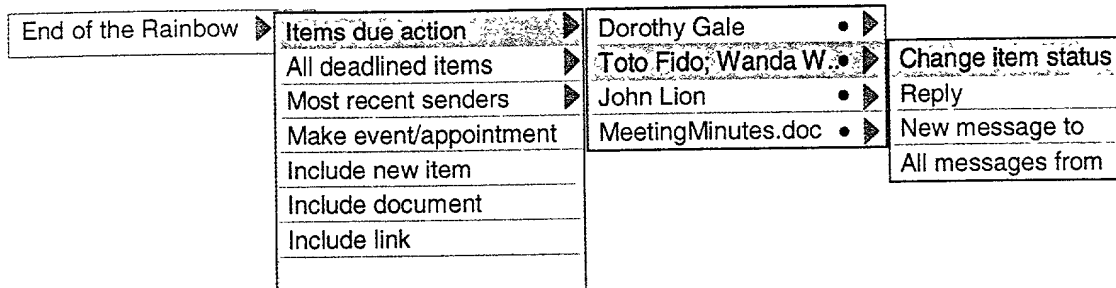 End of the Rainbow
Items due action
All deadlined items
Most recent senders
Make event/appointment
Include new item
Include document
Include link
Dorothy Gale •
Toto Fido; Wanda W.. •
John Lion •
MeetingMinutes.doc •
Change item status
Reply
New message to
All messages from